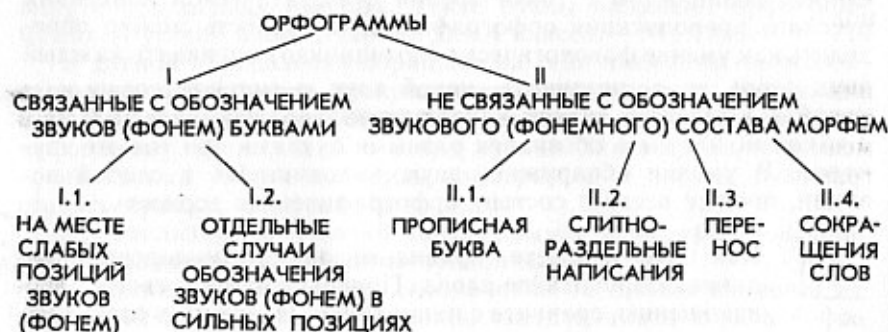 ОРФОГРАММЫ
I
II
СВЯЗАННЫЕ С ОБОЗНАЧЕНИЕМ
ЗВУКОВ (ФОНЕМ) БУКВАМИ
НЕ СВЯЗАННЫЕ С ОБОЗНАЧЕНИЕМ
ЗВУКОВОГО (ФОНЕМНОГО) СОСТАВА МОРФЕМ
I.1.
НА МЕСТЕ
СЛАБЫХ
ПОЗИЦИЙ
ЗВУКОВ
(ФОНЕМ)
I.2.
ОТДЕЛЬНЫЕ
СЛУЧАИ
ОБОЗНАЧЕНИЯ
ЗВУКОВ (ФОНЕМ) В
СИЛЬНЫХ ПОЗИЦИЯХ
II.1
ПРОПИСНАЯ
БУКВА
II.2.
СЛИТНО-
РАЗДЕЛЬНЫЕ
НАПИСАНИЯ
II.3.
ПЕРЕ-
НОС
II.4.
СОКРА-
ЩЕНИЯ
СЛОВ